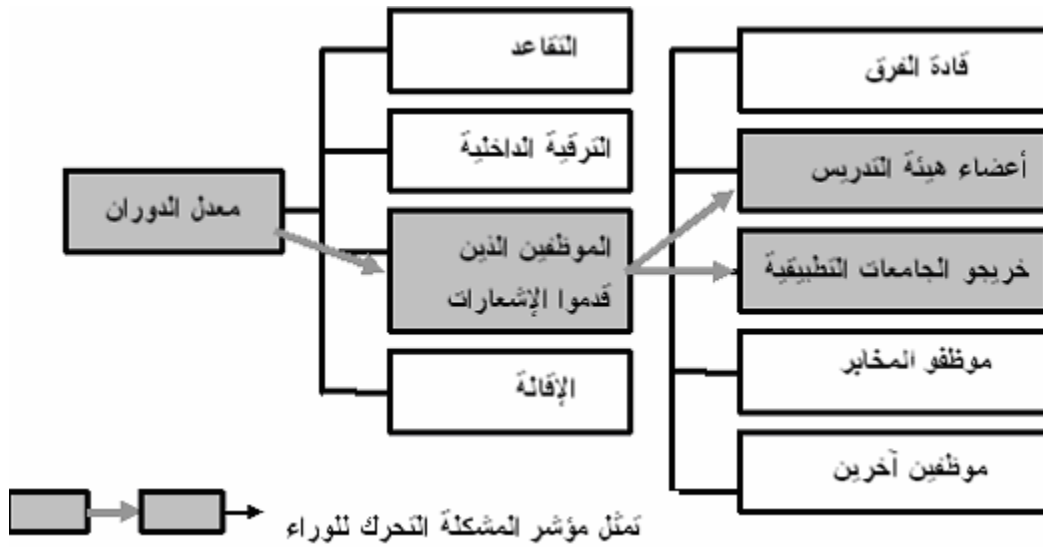 معدل الدوران
التقاعد
الترقية الداخلية
الموظفين الذين
قدموا الإشعارات
الإقالة
قادة الفرق
أعضاء هيئة التدريس
خريجو الجامعات التطبيقية
موظفو المخابر
موظفين آخرين
تمثل مؤشر المشكلة التحرك للوراء